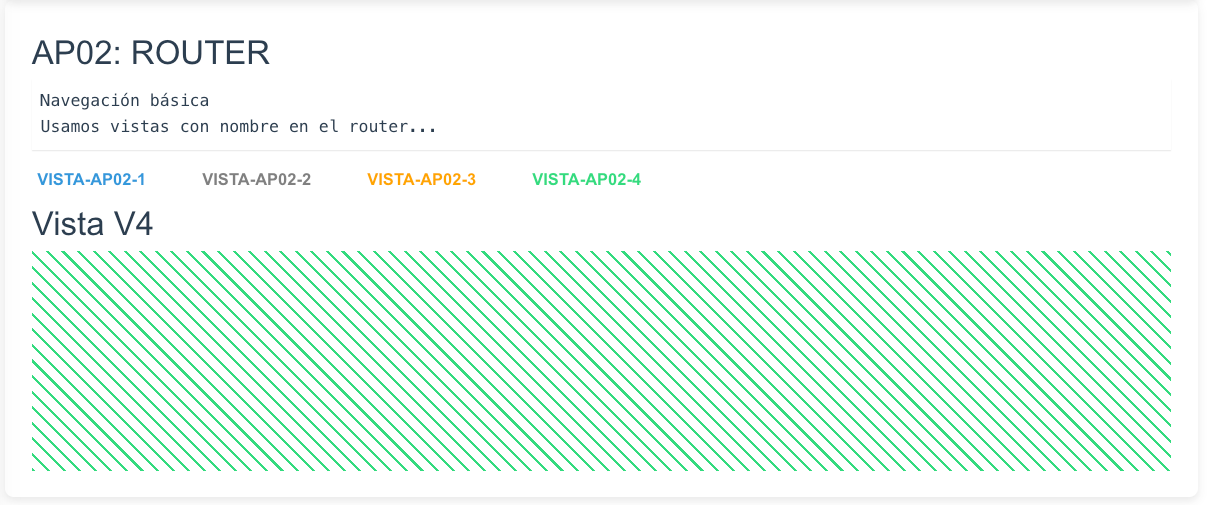 AP02: ROUTER
Navegación básica
Usamos vistas con nombre en el router...
VISTA-AP02-1 VISTA-AP02-2 VISTA-AP02-3 VISTA-AP02-4
Vista V4